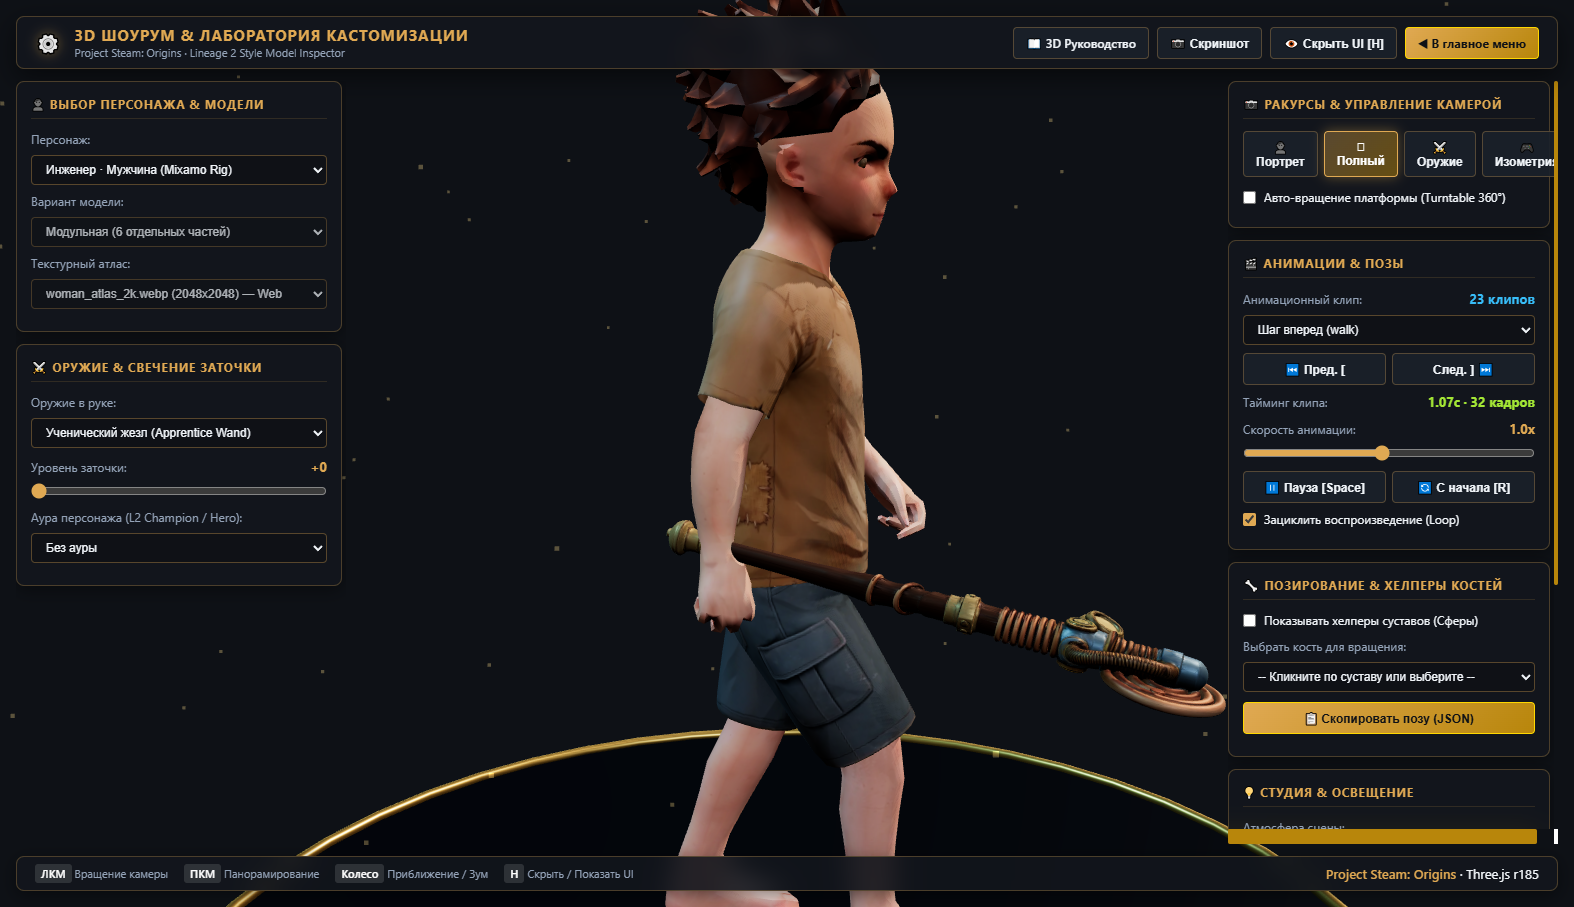 3D ШОУРУМ & ЛАБОРАТОРИЯ КАСТОМИЗАЦИИ
Project Steam: Origins · Lineage 2 Style Model Inspector
3D Руководство
Скриншот
Скрыть UI [H]
◀ В главное меню
ВЫБОР ПЕРСОНАЖА & МОДЕЛИ
Персонаж:
Инженер - Мужчина (Mixamo Rig)
Вариант модели:
Модульная (6 отдельных частей)
Текстурный атлас:
woman_atlas_2k.webp (2048x2048) — Web
ОРУЖИЕ & СВЕЧЕНИЕ ЗАТОЧКИ
Оружие в руке:
Ученический жезл (Apprentice Wand)
Уровень заточки: +0
Аура персонажа (L2 Champion / Hero):
Без ауры
РАКУРСЫ & УПРАВЛЕНИЕ КАМЕРОЙ
Портрет
Полный
Оружие
Изометрия
Авто-вращение платформы (Turntable 360°)
АНИМАЦИИ & ПОЗЫ
Анимационный клип: 23 клипов
Шаг вперед (walk)
Пред. [
След. ]
Тайминг клипа: 1.07с · 32 кадров
Скорость анимации: 1.0x
Пауза [Space]
С начала [R]
Зациклить воспроизведение (Loop)
ПОЗИРОВАНИЕ & ХЕЛПЕРЫ КОСТЕЙ
Показывать хелперы суставов (Сферы)
Выбрать кость для вращения:
-- Кликните по суставу или выберите --
Скопировать позу (JSON)
СТУДИЯ & ОСВЕЩЕНИЕ
Атмосфера сцены:
ЛКМ Вращение камеры
ПКМ Панорамирование
Колесо Приближение / Зум
H Скрыть / Показать UI
Project Steam: Origins · Three.js r185